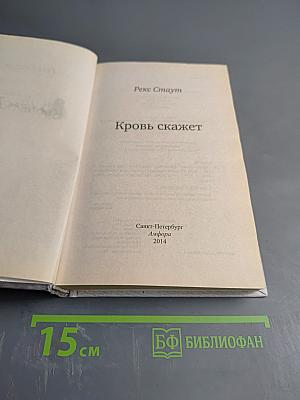 Рекс Стаут
Кровь скажет
Санкт-Петербург
Амфора
2014
15 см
БФ БИБЛИОФАН